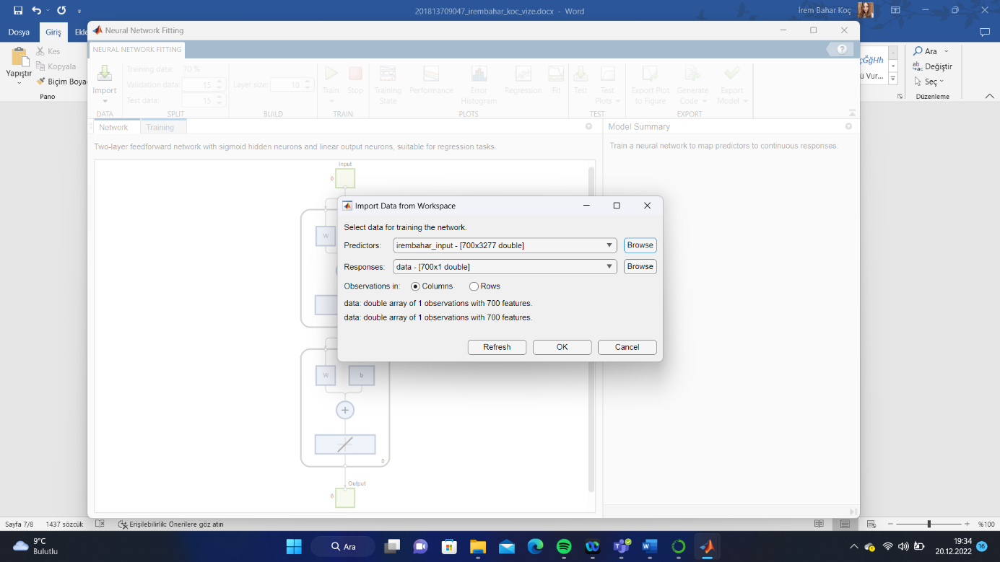 201813709047_irembahar_koc_vize.docx - Word
İrem Bahar Koç
Dosya
Giriş
Ekle
Yapıştır
Kes
Kopyala
Biçim Boya
Pano
Neural Network Fitting
NEURAL NETWORK FITTING
?
Import
DATA
Training data: 70 %
Validation data: 15
Test data: 15
SPLIT
Layer size: 10
BUILD
Train
Stop
TRAIN
Training State
Performance
Error Histogram
Regression
Fit
PLOTS
Test
Test Plots
TEST
Export Plot to Figure
Generate Code
Export Model
EXPORT
çĞğHh
ü Vur...
Ara
Değiştir
Seç
Düzenleme
Network
Training
Model Summary
Two-layer feedforward network with sigmoid hidden neurons and linear output neurons, suitable for regression tasks.
Train a neural network to map predictors to continuous responses.
Input
0
W
Import Data from Workspace
Select data for training the network.
Predictors: irembahar_input - [700x3277 double] Browse
Responses: data - [700x1 double] Browse
Observations in: Columns Rows
data: double array of 1 observations with 700 features.
data: double array of 1 observations with 700 features.
Refresh OK Cancel
W b
+
0
Output
0
Sayfa 7/8 1437 sözcük Erişilebilirlik: Önerilere göz atın
%100
9°C
Bulutlu
Ara
19:34
20.12.2022
16